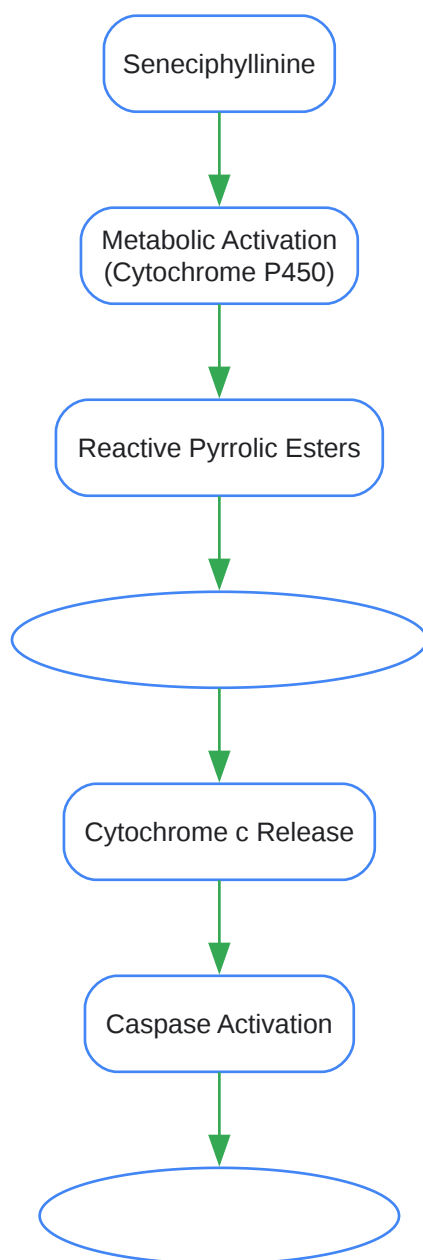 Seneciphyllinine
Metabolic Activation
(Cytochrome P450)
Reactive Pyrrolic Esters
Cytochrome c Release
Caspase Activation